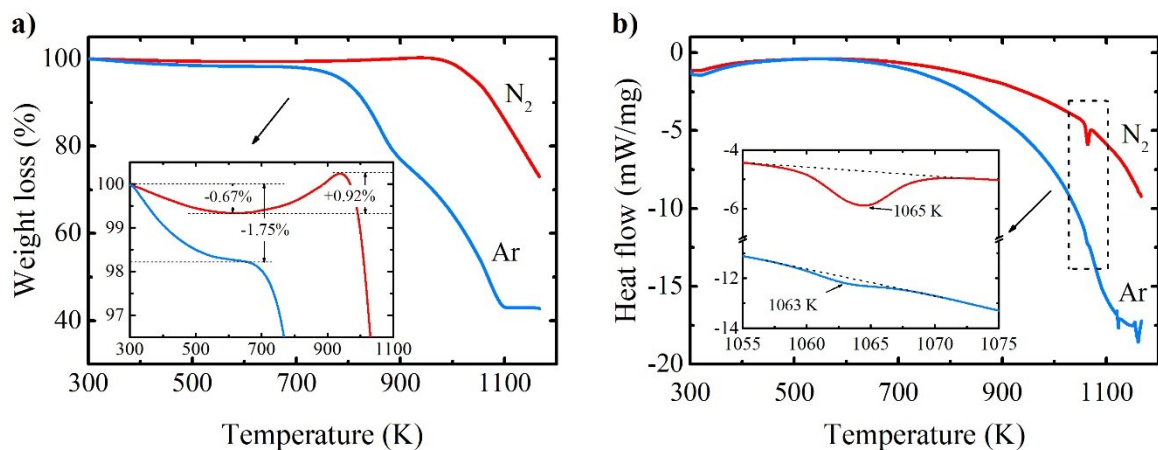 a)
Weight loss (%)
100
80
60
40
N2
Ar
100
99
98
97
-0.67%
-1.75%
+0.92%
300 500 700 900 1100
300 500 700 900 1100
Temperature (K)
b)
Heat flow (mW/mg)
0
-5
-10
-15
-20
N2
Ar
-4
-6
-12
-14
1065 K
1063 K
1055 1060 1065 1070 1075
300 500 700 900 1100
Temperature (K)